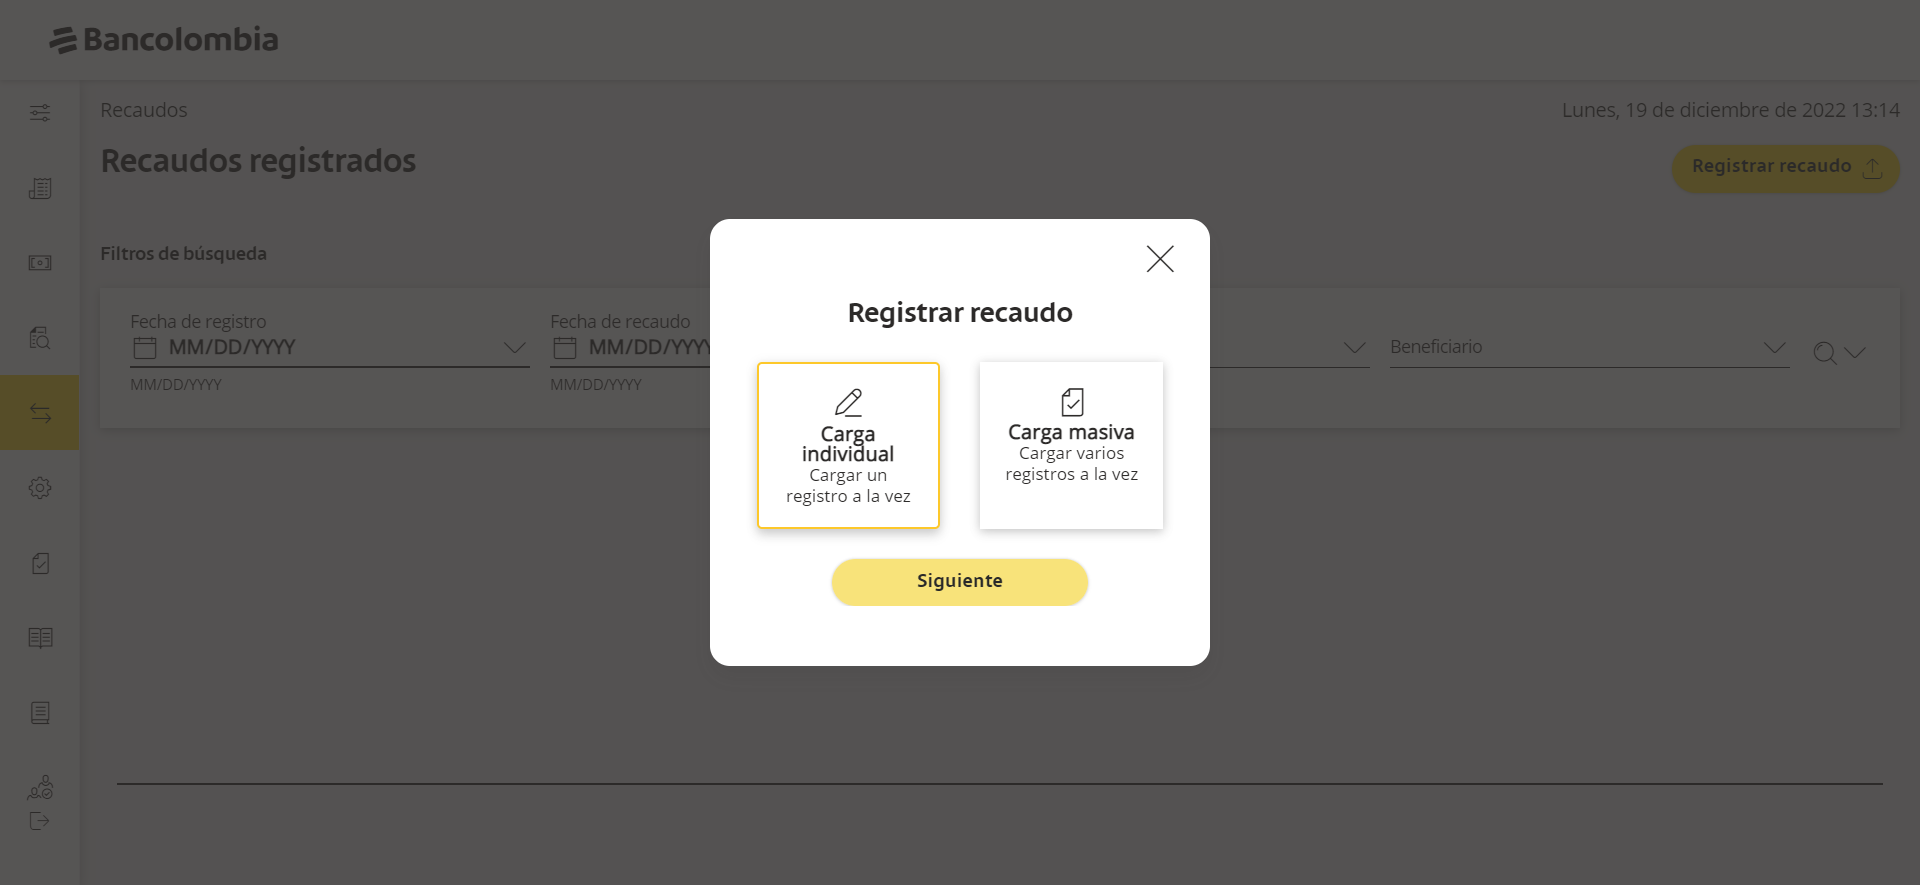 Bancolombia
Recaudos
Lunes, 19 de diciembre de 2022 13:14
Recaudos registrados
Registrar recaudo
Filtros de búsqueda
Fecha de registro
MM/DD/YYYY
MM/DD/YYYY
Fecha de recaudo
MM/DD/YYYY
MM/DD/YYYY
Beneficiario
Registrar recaudo
Carga
individual
Cargar un
registro a la vez
Carga masiva
Cargar varios
registros a la vez
Siguiente